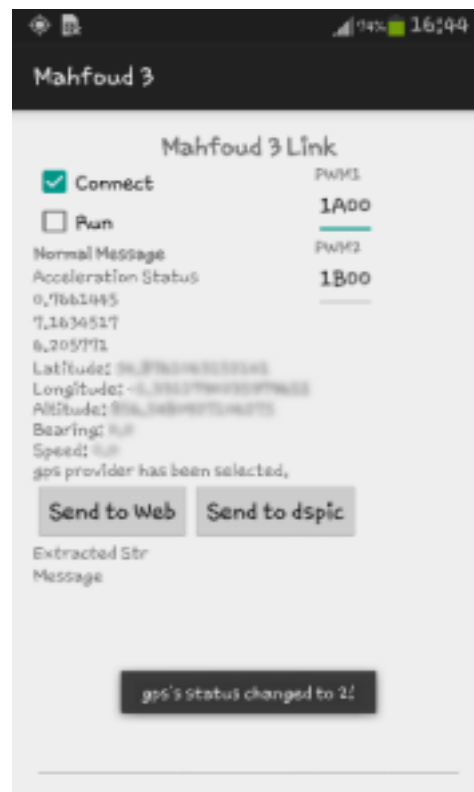 94% 16:44
Mahfoud 3
Mahfoud 3 Link
Connect
PWM1
1A00
Run
PWM2
1B00
Normal Message
Acceleration Status
0.7661445
7.1634517
6.205771
Latitude:
Longitude:
Altitude:
Bearing:
Speed:
gps provider has been selected.
Send to Web Send to dspic
Extracted Str
Message
gps's status changed to 2!